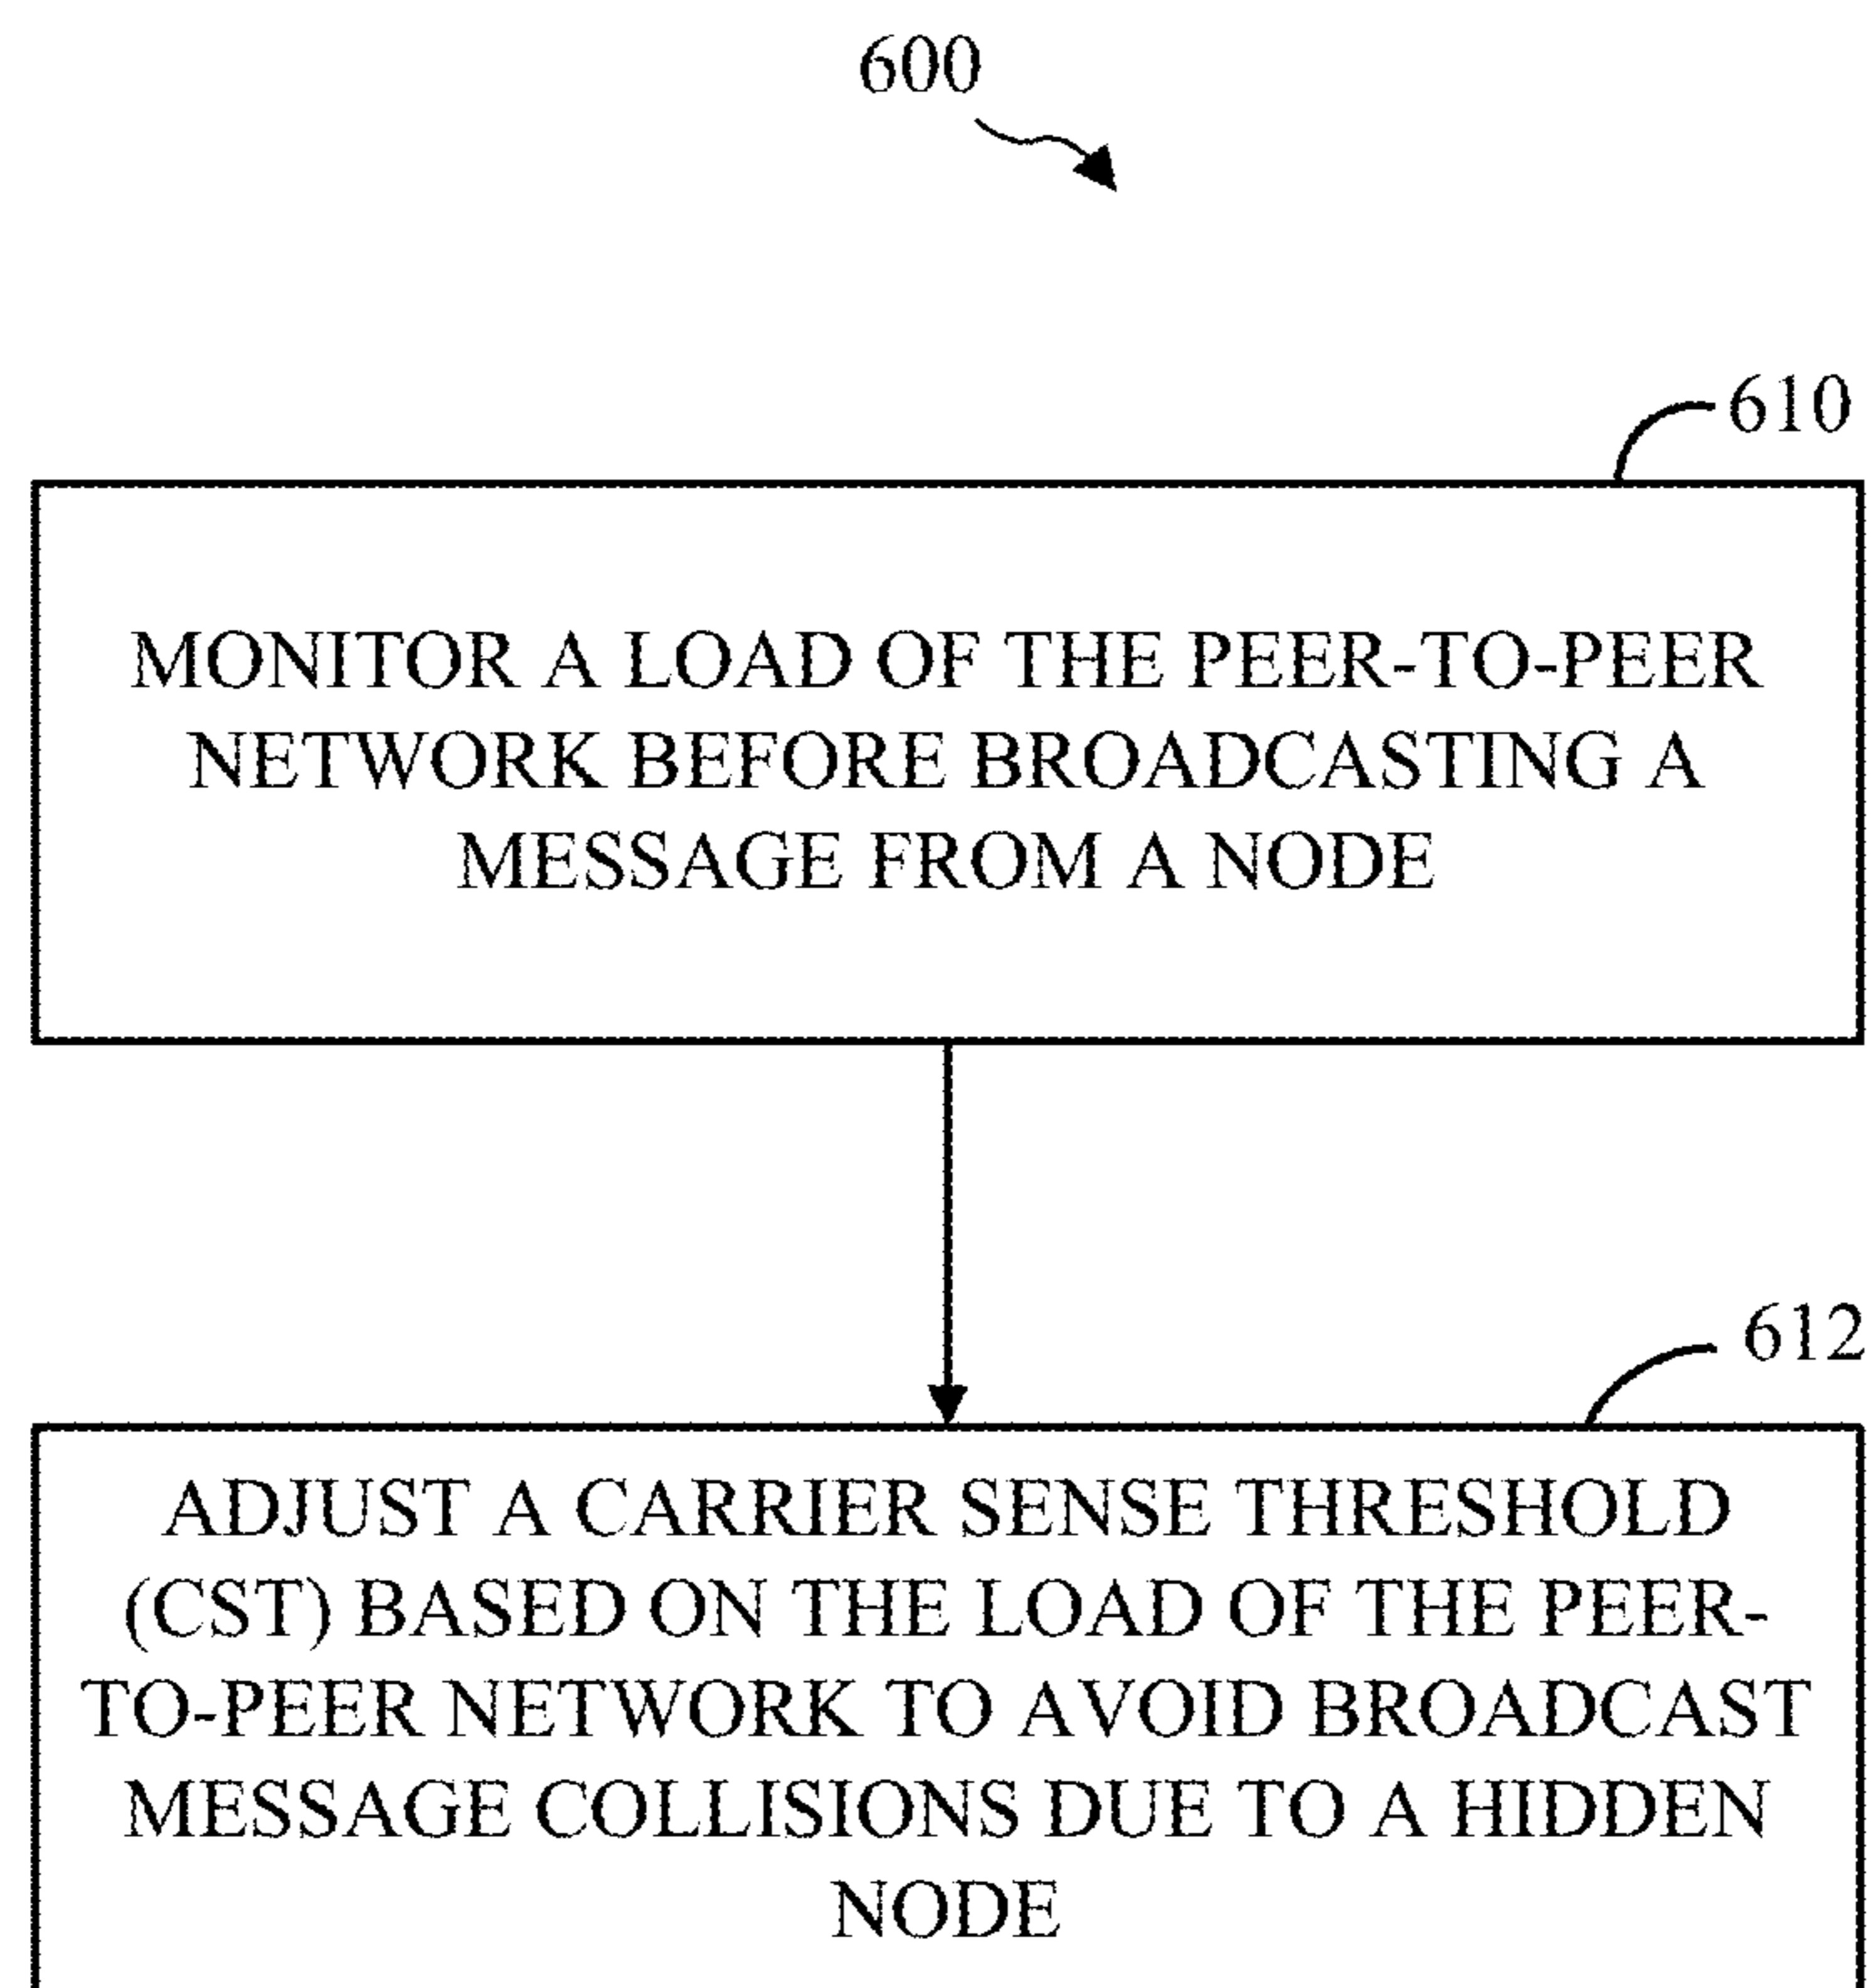 600
610
MONITOR A LOAD OF THE PEER-TO-PEER
NETWORK BEFORE BROADCASTING A
MESSAGE FROM A NODE
612
ADJUST A CARRIER SENSE THRESHOLD
(CST) BASED ON THE LOAD OF THE PEER-
TO-PEER NETWORK TO AVOID BROADCAST
MESSAGE COLLISIONS DUE TO A HIDDEN
NODE